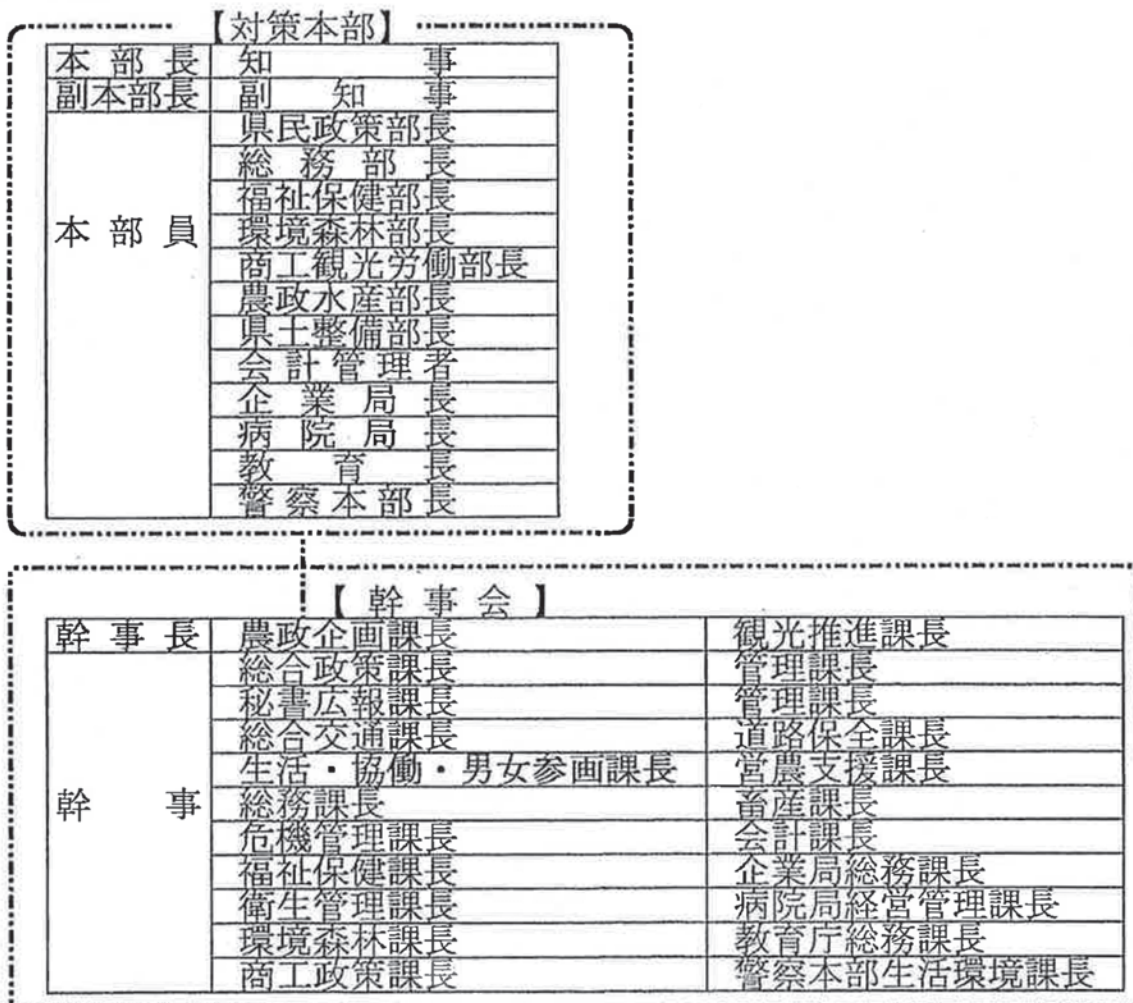 【対策本部】
本部長 知事
副本部長 副知事
県民政策部長
総務部長
福祉保健部長
本部員 環境森林部長
商工観光労働部長
農政水産部長
県土整備部長
会計管理者
企業局長
病院局長
教育長
警察本部長
【幹事会】
幹事長 農政企画課長 観光推進課長
総合政策課長 管理課長
秘書広報課長 管理課長
総合交通課長 道路保全課長
生活・協働・男女参画課長 営農支援課長
幹事 総務課長 畜産課長
危機管理課長 会計課長
福祉保健課長 企業局総務課長
衛生管理課長 病院局経営管理課長
環境森林課長 教育庁総務課長
商工政策課長 警察本部生活環境課長